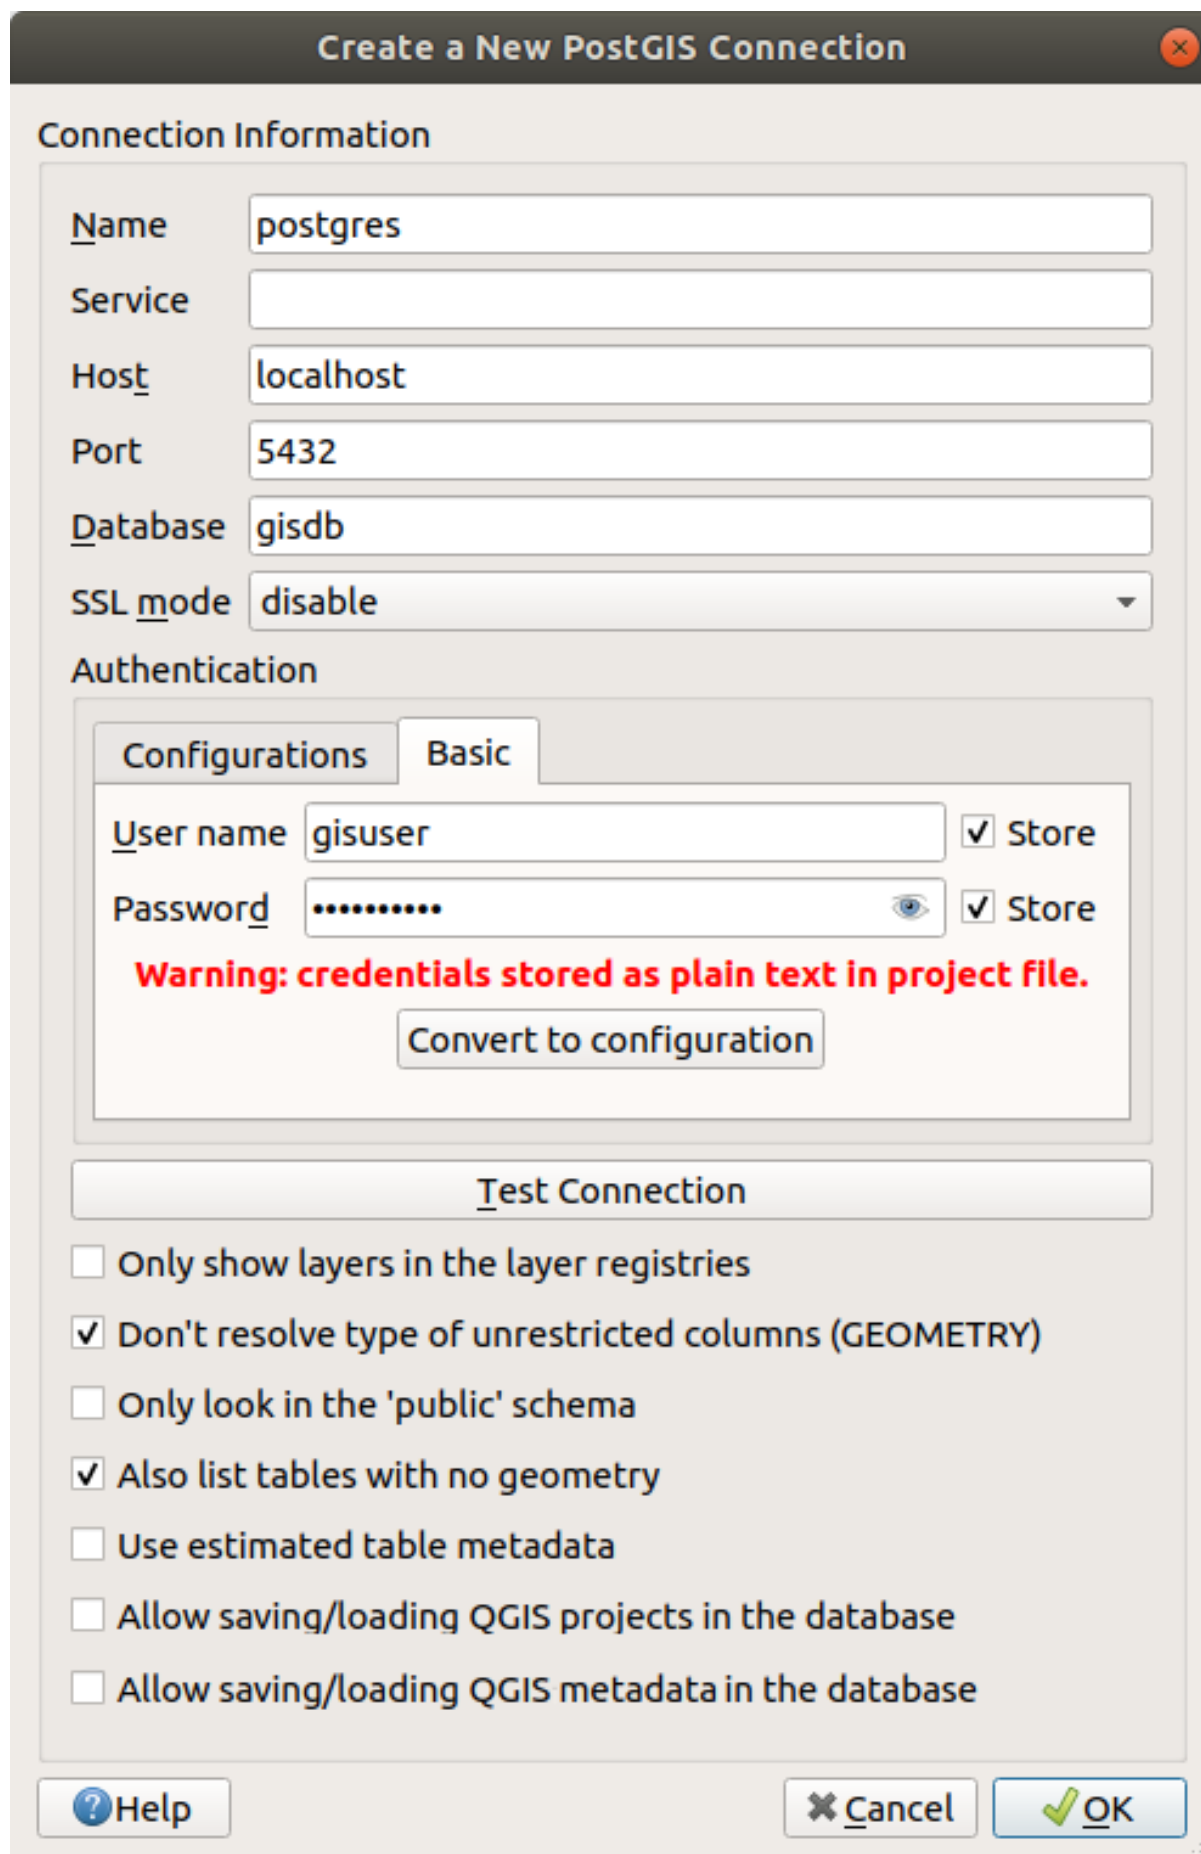 Create a New PostGIS Connection
Connection Information
Name postgres
Service
Host localhost
Port 5432
Database gisdb
SSL mode disable
Authentication
Configurations Basic
User name gisuser Store
Password •••••••••• Store
Warning: credentials stored as plain text in project file.
Convert to configuration
Test Connection
Only show layers in the layer registries
Don't resolve type of unrestricted columns (GEOMETRY)
Only look in the 'public' schema
Also list tables with no geometry
Use estimated table metadata
Allow saving/loading QGIS projects in the database
Allow saving/loading QGIS metadata in the database
Help Cancel OK